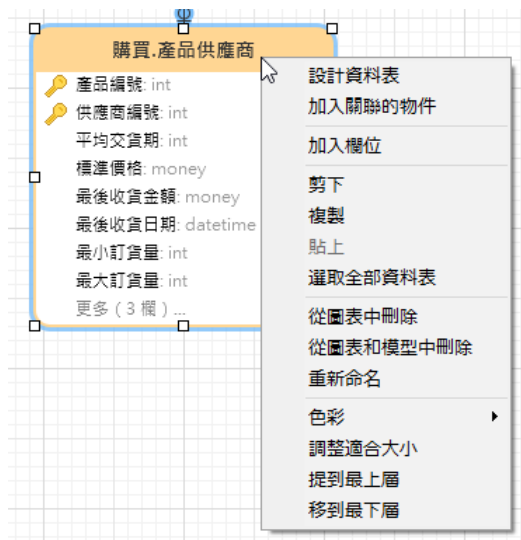 購買.產品供應商
產品編號: int
供應商編號: int
平均交貨期: int
標準價格: money
最後收貨金額: money
最後收貨日期: datetime
最小訂貨量: int
最大訂貨量: int
更多 ( 3 欄 ) ...
設計資料表
加入關聯的物件
加入欄位
剪下
複製
貼上
選取全部資料表
從圖表中刪除
從圖表和模型中刪除
重新命名
色彩
調整適合大小
提到最上層
移到最下層